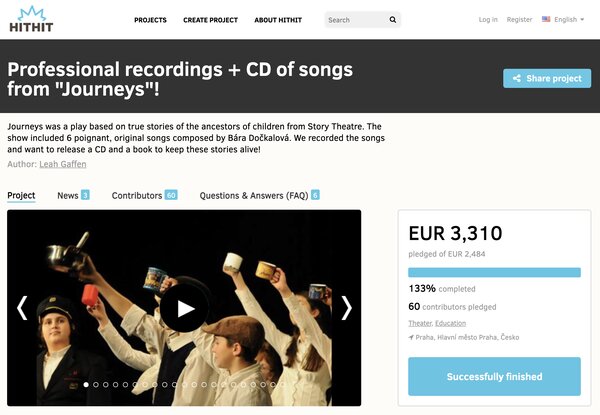 HITHIT
PROJECTS
CREATE PROJECT
ABOUT HITHIT
Search
Log in
Register
English
Professional recordings + CD of songs
from "Journeys"!
Share project
Journeys was a play based on true stories of the ancestors of children from Story Theatre. The
show included 6 poignant, original songs composed by Bára Dočkalová. We recorded the songs
and want to release a CD and a book to keep these stories alive!
Author: Leah Gaffen
Project
News 3
Contributors 60
Questions & Answers (FAQ) 6
EUR 3,310
pledged of EUR 2,484
133% completed
60 contributors pledged
Theater, Education
Praha, Hlavní město Praha, Česko
Successfully finished